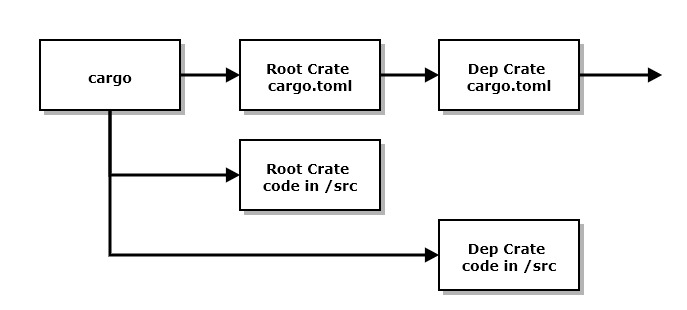 cargo
Root Crate
cargo.toml
Dep Crate
cargo.toml
Root Crate
code in /src
Dep Crate
code in /src